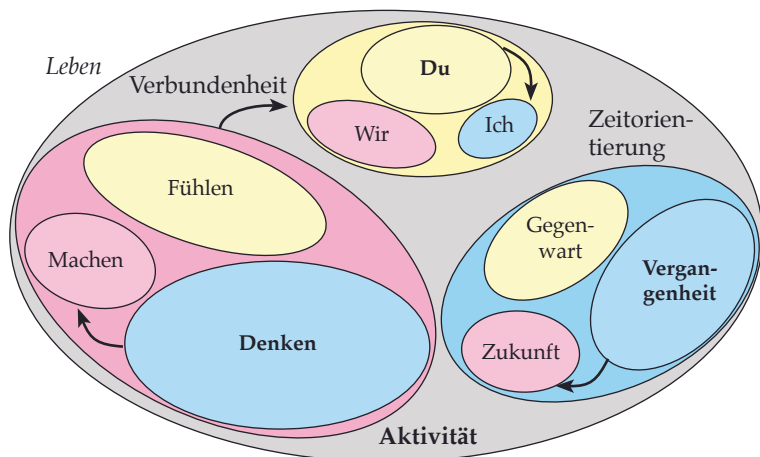 Leben
Verbundenheit
Du
Wir
Ich
Zeitorien-
tierung
Fühlen
Machen
Denken
Gegen-
wart
Vergan-
genheit
Zukunft
Aktivität